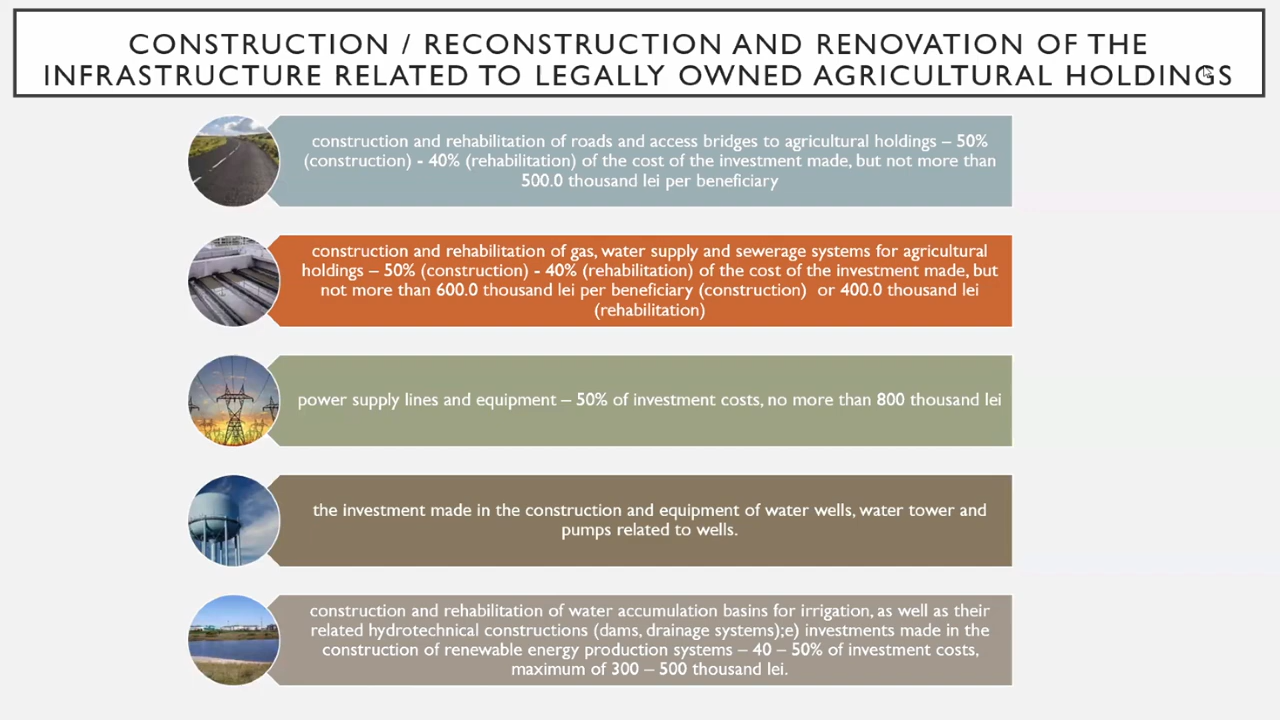 CONSTRUCTION / RECONSTRUCTION AND RENOVATION OF THE
INFRASTRUCTURE RELATED TO LEGALLY OWNED AGRICULTURAL HOLDINGS
construction and rehabilitation of roads and access bridges to agricultural holdings – 50%
(construction) - 40% (rehabilitation) of the cost of the investment made, but not more than
500.0 thousand lei per beneficiary
construction and rehabilitation of gas, water supply and sewerage systems for agricultural
holdings – 50% (construction) - 40% (rehabilitation) of the cost of the investment made, but
not more than 600.0 thousand lei per beneficiary (construction) or 400.0 thousand lei
(rehabilitation)
power supply lines and equipment – 50% of investment costs, no more than 800 thousand lei
the investment made in the construction and equipment of water wells, water tower and
pumps related to wells.
construction and rehabilitation of water accumulation basins for irrigation, as well as their
related hydrotechnical constructions (dams, drainage systems);e) investments made in the
construction of renewable energy production systems – 40 – 50% of investment costs,
maximum of 300 – 500 thousand lei.